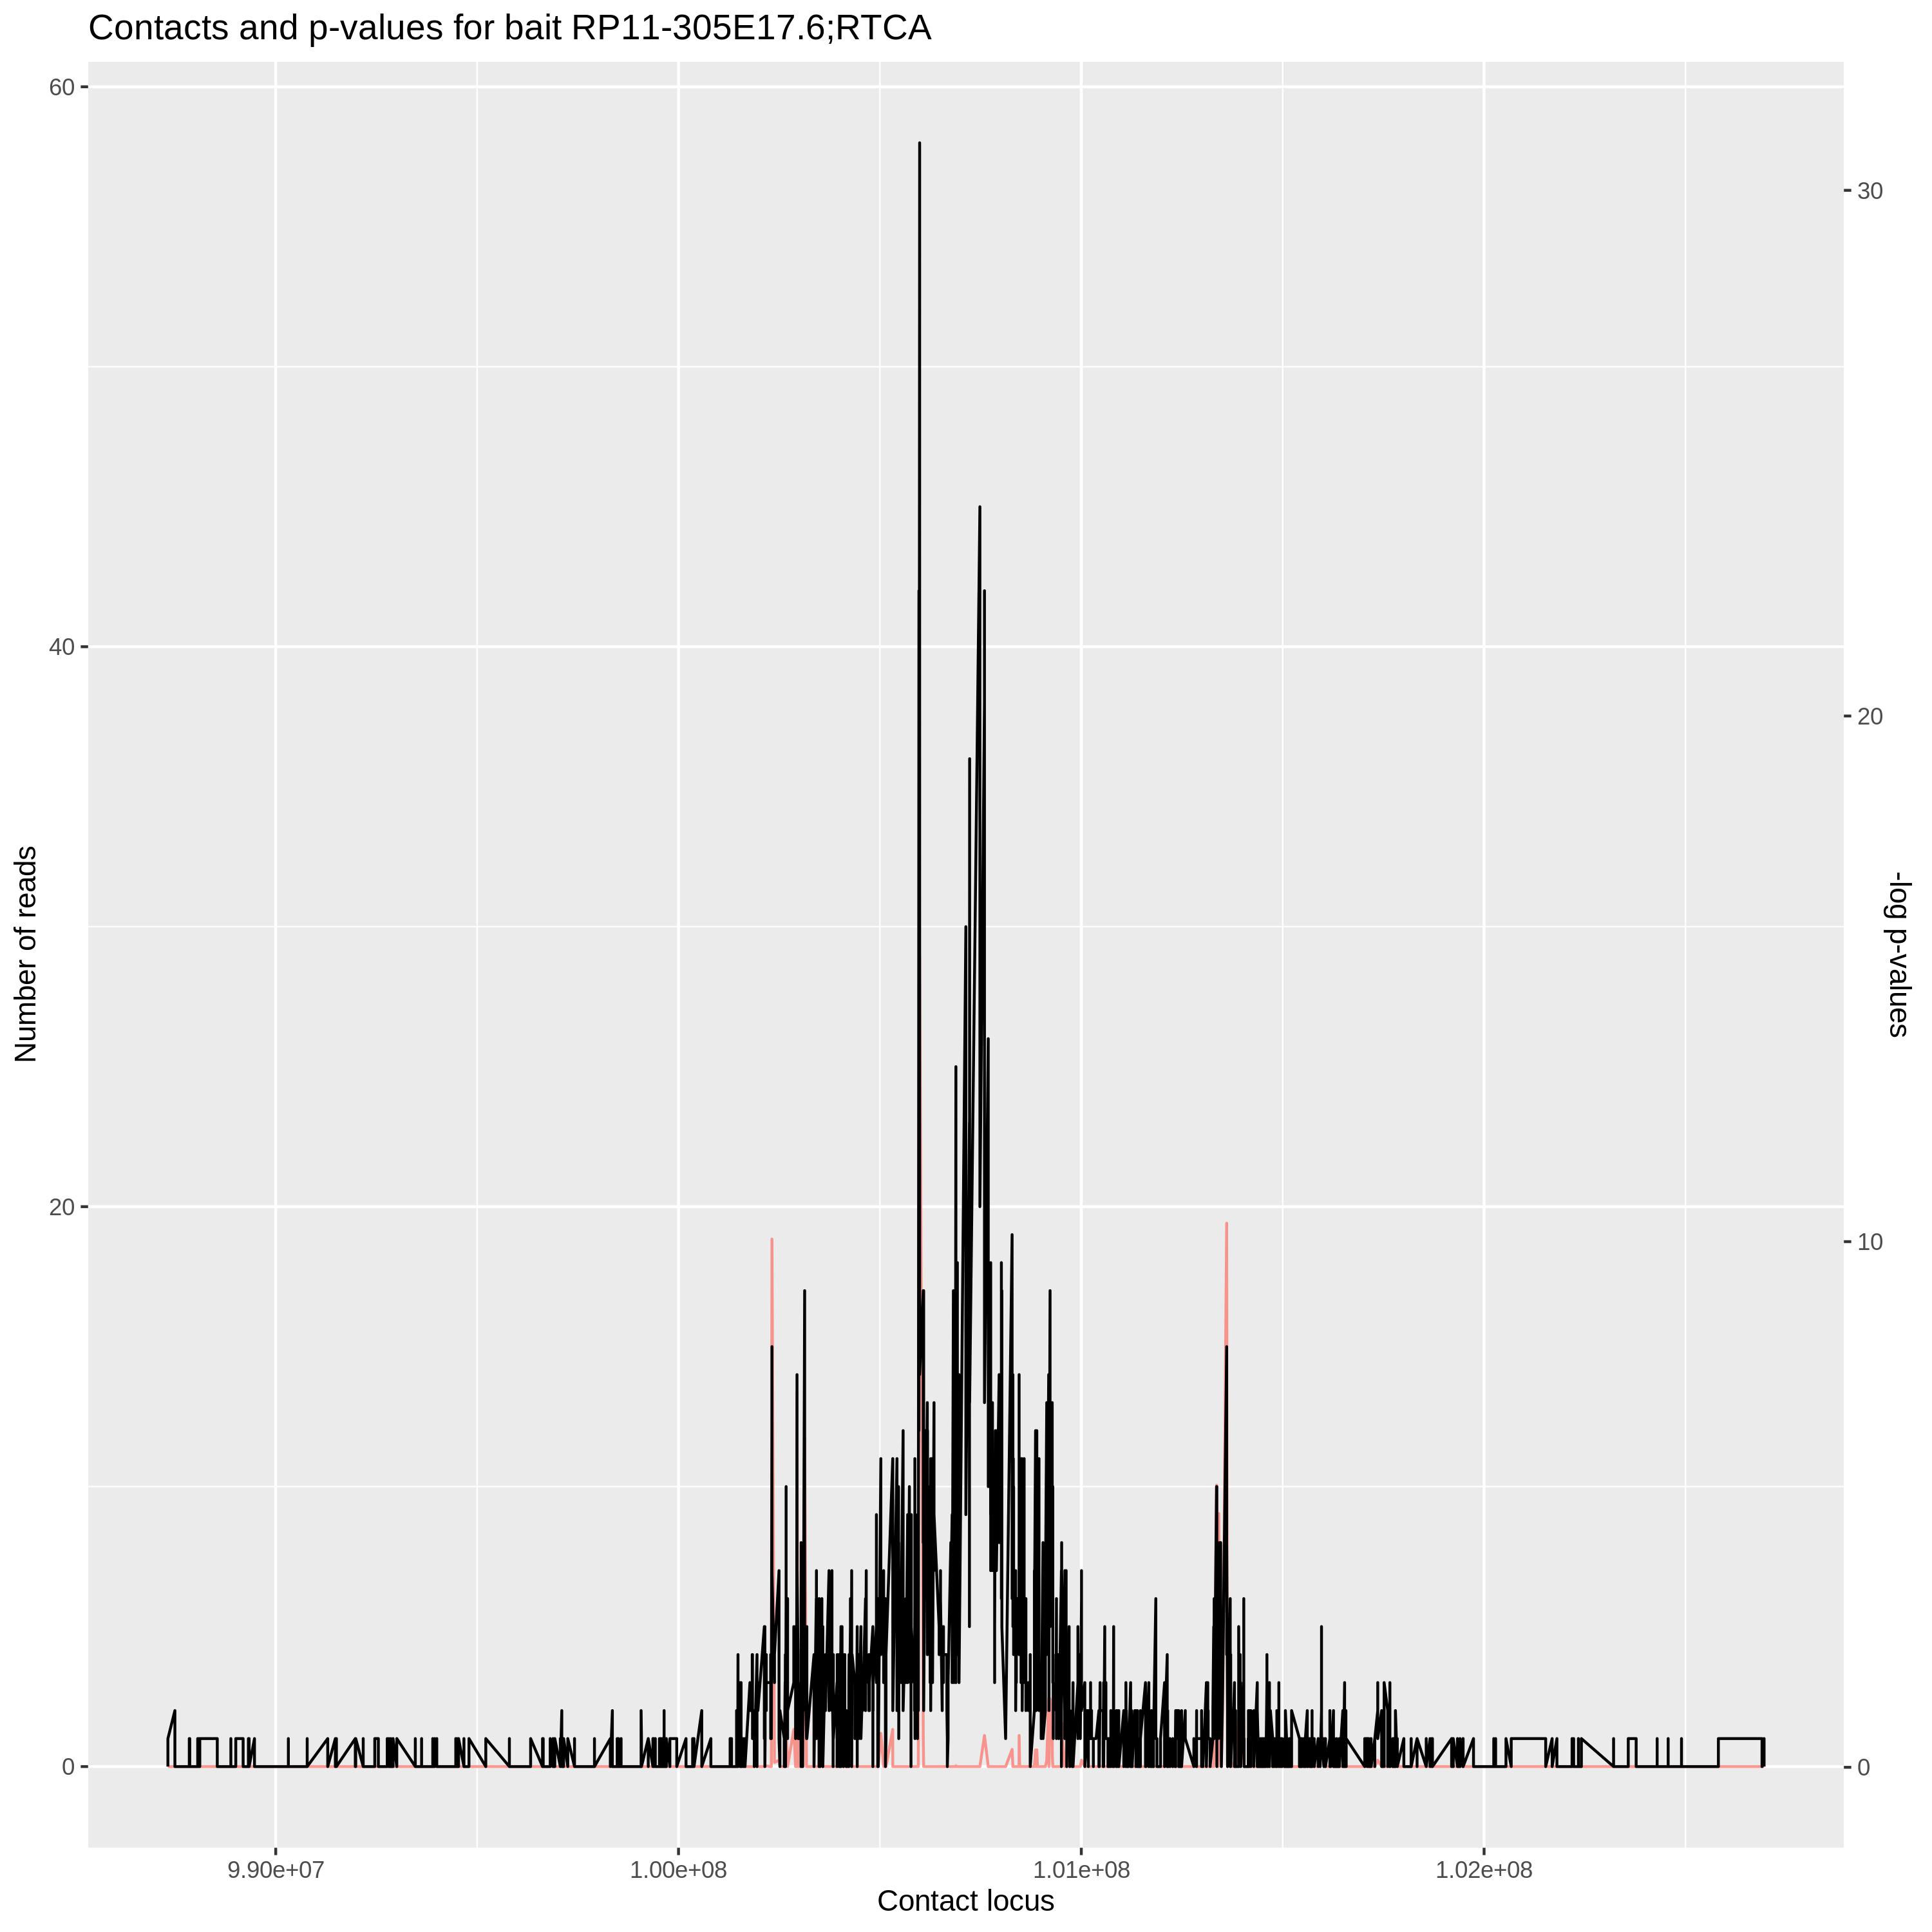 Contacts and p-values for bait RP11-305E17.6;RTCA
60
40
20
0
Number of reads
30
20
10
0
-log p-values
9.90e+07
1.00e+08
1.01e+08
1.02e+08
Contact locus